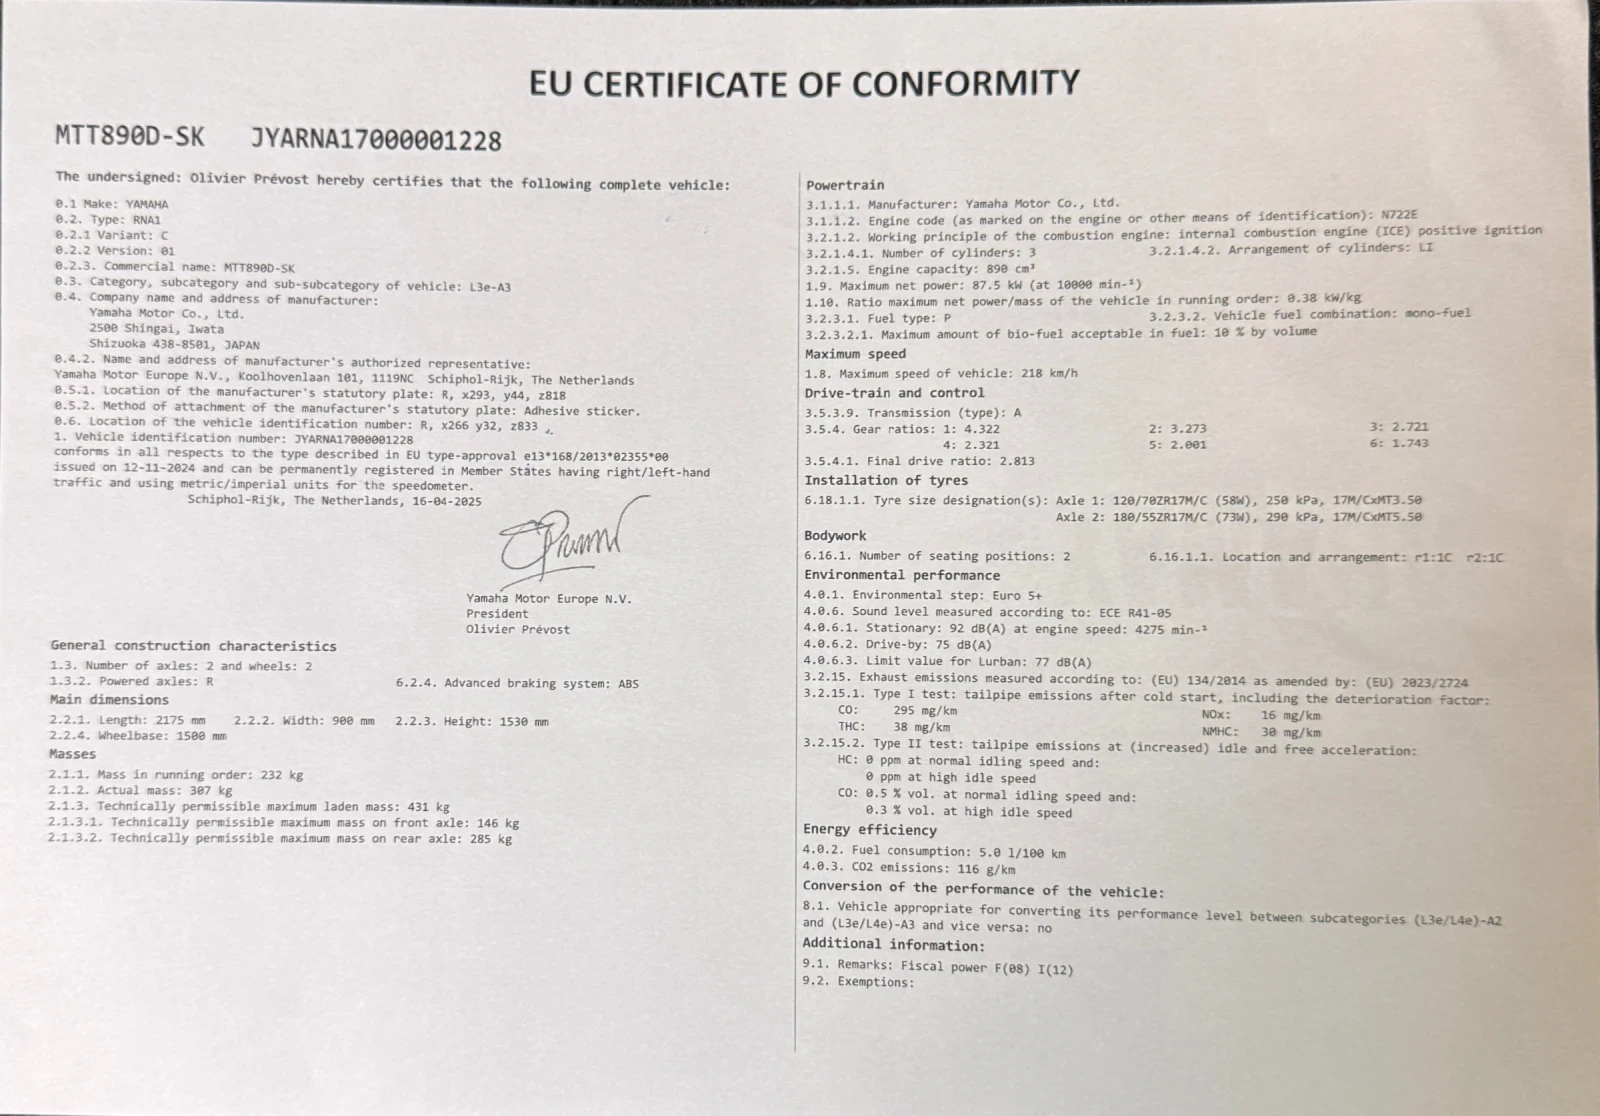 EU CERTIFICATE OF CONFORMITY
MTT890D-SK JYARNA17000001228
The undersigned: Olivier Prévost hereby certifies that the following complete vehicle:
0.1 Make: YAMAHA
0.2. Type: RNA1
0.2.1 Variant: C
0.2.2 Version: 01
0.2.3. Commercial name: MTT890D-SK
0.3. Category, subcategory and sub-subcategory of vehicle: L3e-A3
0.4. Company name and address of manufacturer:
Yamaha Motor Co., Ltd.
2500 Shingai, Iwata
Shizuoka 438-8501, JAPAN
0.4.2. Name and address of manufacturer's authorized representative:
Yamaha Motor Europe N.V., Koolhovenlaan 101, 1119NC Schiphol-Rijk, The Netherlands
0.5.1. Location of the manufacturer's statutory plate: R, x293, y44, z818
0.5.2. Method of attachment of the manufacturer's statutory plate: Adhesive sticker.
0.6. Location of the vehicle identification number: R, x266 y32, z833
1. Vehicle identification number: JYARNA17000001228
conforms in all respects to the type described in EU type-approval e13*168/2013*02355*00
issued on 12-11-2024 and can be permanently registered in Member States having right/left-hand
traffic and using metric/imperial units for the speedometer.
Schiphol-Rijk, The Netherlands, 16-04-2025
Yamaha Motor Europe N.V.
President
Olivier Prévost
General construction characteristics
1.3. Number of axles: 2 and wheels: 2
1.3.2. Powered axles: R 6.2.4. Advanced braking system: ABS
Main dimensions
2.2.1. Length: 2175 mm 2.2.2. Width: 900 mm 2.2.3. Height: 1530 mm
2.2.4. Wheelbase: 1500 mm
Masses
2.1.1. Mass in running order: 232 kg
2.1.2. Actual mass: 307 kg
2.1.3. Technically permissible maximum laden mass: 431 kg
2.1.3.1. Technically permissible maximum mass on front axle: 146 kg
2.1.3.2. Technically permissible maximum mass on rear axle: 285 kg
Powertrain
3.1.1.1. Manufacturer: Yamaha Motor Co., Ltd.
3.1.1.2. Engine code (as marked on the engine or other means of identification): N722E
3.2.1.2. Working principle of the combustion engine: internal combustion engine (ICE) positive ignition
3.2.1.4.1. Number of cylinders: 3 3.2.1.4.2. Arrangement of cylinders: LI
3.2.1.5. Engine capacity: 890 cm³
1.9. Maximum net power: 87.5 kW (at 10000 min-¹)
1.10. Ratio maximum net power/mass of the vehicle in running order: 0.38 kW/kg
3.2.3.1. Fuel type: P 3.2.3.2. Vehicle fuel combination: mono-fuel
3.2.3.2.1. Maximum amount of bio-fuel acceptable in fuel: 10 % by volume
Maximum speed
1.8. Maximum speed of vehicle: 218 km/h
Drive-train and control
3.5.3.9. Transmission (type): A
3.5.4. Gear ratios: 1: 4.322 2: 3.273 3: 2.721
4: 2.321 5: 2.001 6: 1.743
3.5.4.1. Final drive ratio: 2.813
Installation of tyres
6.18.1.1. Tyre size designation(s): Axle 1: 120/70ZR17M/C (58W), 250 kPa, 17M/CxMT3.50
Axle 2: 180/55ZR17M/C (73W), 290 kPa, 17M/CxMT5.50
Bodywork
6.16.1. Number of seating positions: 2 6.16.1.1. Location and arrangement: r1:1C r2:1C
Environmental performance
4.0.1. Environmental step: Euro 5+
4.0.6. Sound level measured according to: ECE R41-05
4.0.6.1. Stationary: 92 dB(A) at engine speed: 4275 min-¹
4.0.6.2. Drive-by: 75 dB(A)
4.0.6.3. Limit value for Lurban: 77 dB(A)
3.2.15. Exhaust emissions measured according to: (EU) 134/2014 as amended by: (EU) 2023/2724
3.2.15.1. Type I test: tailpipe emissions after cold start, including the deterioration factor:
CO: 295 mg/km NOx: 16 mg/km
THC: 38 mg/km NMHC: 30 mg/km
3.2.15.2. Type II test: tailpipe emissions at (increased) idle and free acceleration:
HC: 0 ppm at normal idling speed and:
0 ppm at high idle speed
CO: 0.5 % vol. at normal idling speed and:
0.3 % vol. at high idle speed
Energy efficiency
4.0.2. Fuel consumption: 5.0 l/100 km
4.0.3. CO2 emissions: 116 g/km
Conversion of the performance of the vehicle:
8.1. Vehicle appropriate for converting its performance level between subcategories (L3e/L4e)-A2
and (L3e/L4e)-A3 and vice versa: no
Additional information:
9.1. Remarks: Fiscal power F(08) I(12)
9.2. Exemptions: